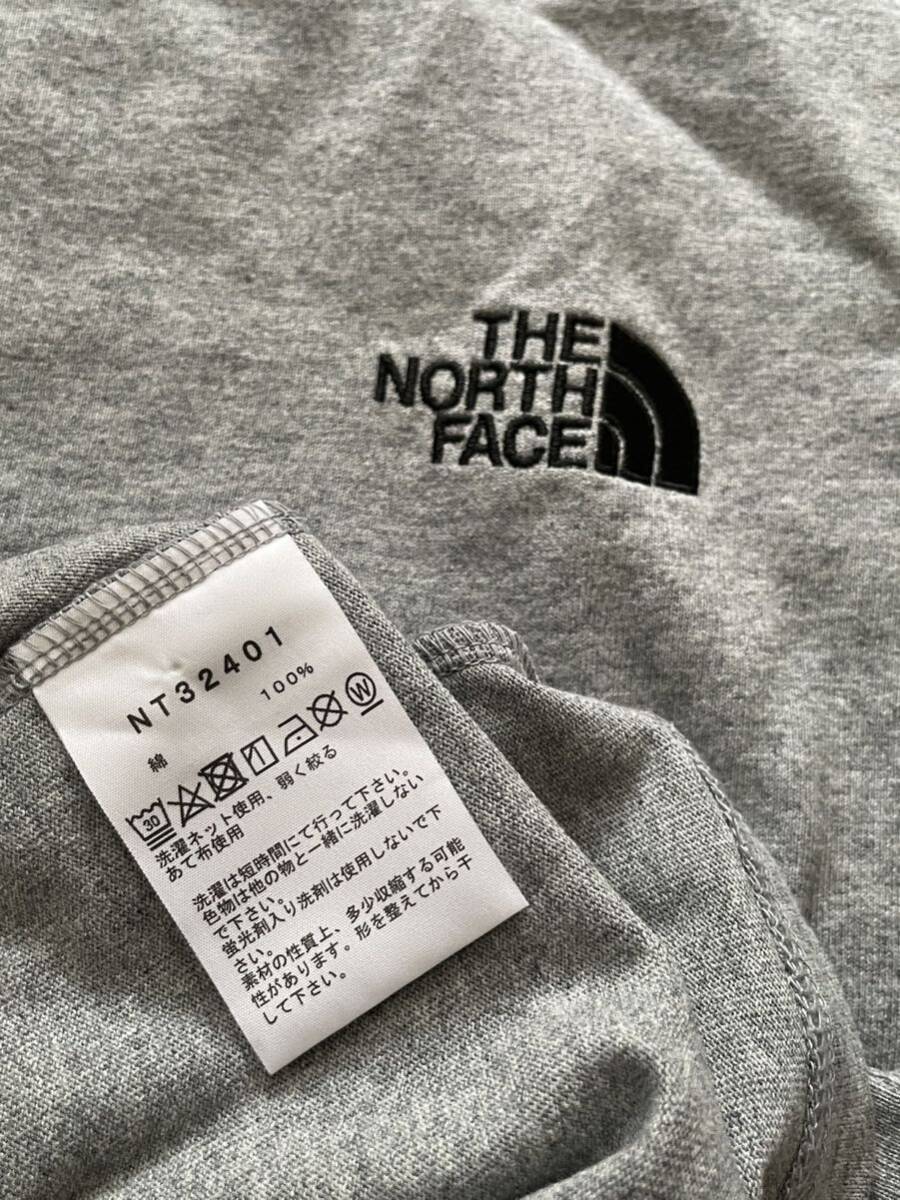 THE
NORTH
FACE
NT32401
綿 100%
30
W
洗濯ネット使用、弱く絞る
あて布使用
洗濯は短時間にて行って下さい。
色物は他の物と一緒に洗濯しない
で下さい。
蛍光剤入り洗剤は使用しないで下
さい。
素材の性質上、多少収縮する可能
性があります。形を整えてから干
して下さい。